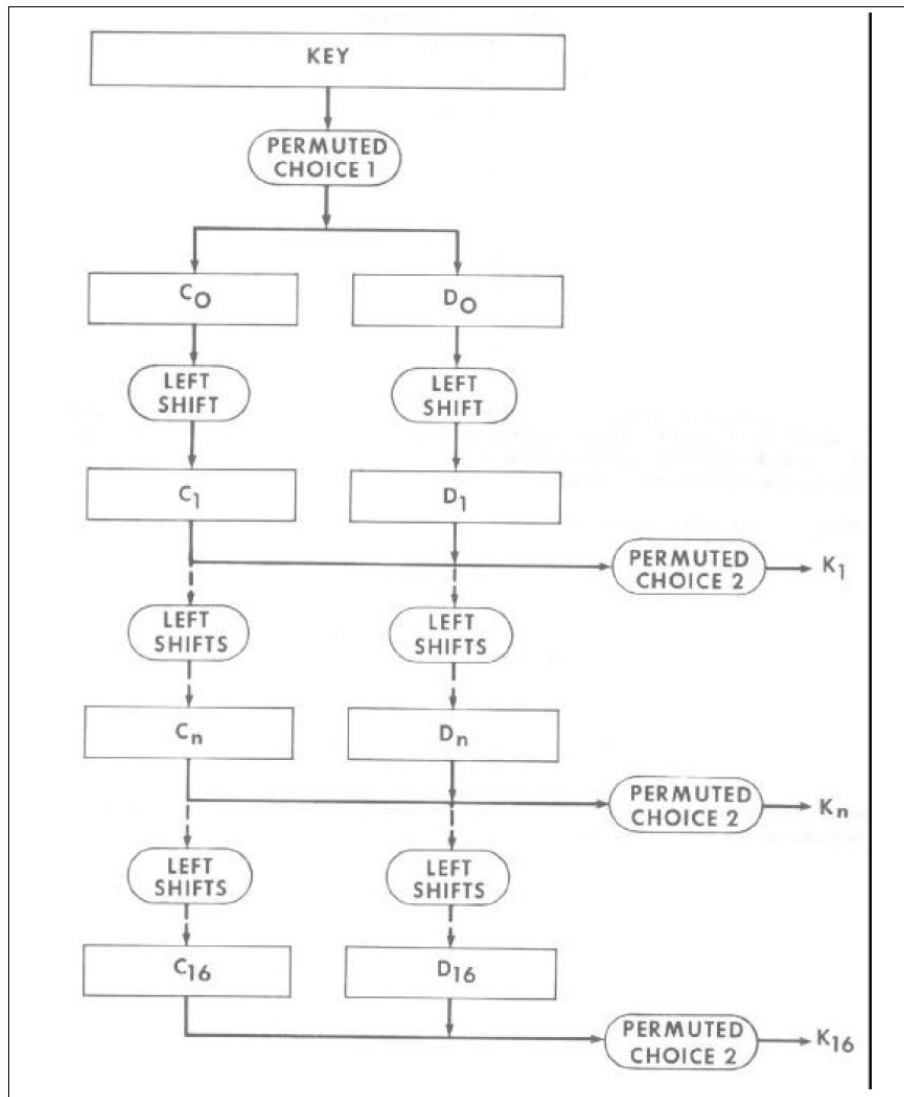 KEY
PERMUTED
CHOICE 1
C0
D0
LEFT
SHIFT
LEFT
SHIFT
C1
D1
PERMUTED
CHOICE 2
K1
LEFT
SHIFTS
LEFT
SHIFTS
Cn
Dn
PERMUTED
CHOICE 2
Kn
LEFT
SHIFTS
LEFT
SHIFTS
C16
D16
PERMUTED
CHOICE 2
K16